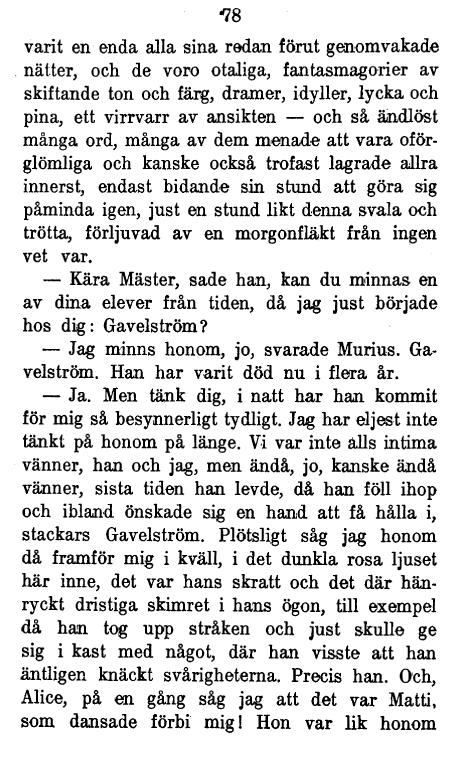 78
varit en enda alla sina redan förut genomvakade
nätter, och de voro otaliga, fantasmagorier av
skiftande ton och färg, dramer, idyller, lycka och
pina, ett virrvarr av ansikten — och så ändlöst
många ord, många av dem menade att vara oför-
glömliga och kanske också trofast lagrade allra
innerst, endast bidande sin stund att göra sig
påminda igen, just en stund likt denna svala och
trötta, förljuvad av en morgonfläkt från ingen
vet var.
— Kära Mäster, sade han, kan du minnas en
av dina elever från tiden, då jag just började
hos dig: Gavelström?
— Jag minns honom, jo, svarade Murius. Ga-
velström. Han har varit död nu i flera år.
— Ja. Men tänk dig, i natt har han kommit
för mig så besynnerligt tydligt. Jag har eljest inte
tänkt på honom på länge. Vi var inte alls intima
vänner, han och jag, men ändå, jo, kanske ändå
vänner, sista tiden han levde, då han föll ihop
och ibland önskade sig en hand att få hålla i,
stackars Gavelström. Plötsligt såg jag honom
då framför mig i kväll, i det dunkla rosa ljuset
här inne, det var hans skratt och det där hän-
ryckt dristiga skimret i hans ögon, till exempel
då han tog upp stråken och just skulle ge
sig i kast med något, där han visste att han
äntligen knäckt svårigheterna. Precis han. Och,
Alice, på en gång såg jag att det var Matti,
som dansade förbi mig! Hon var lik honom